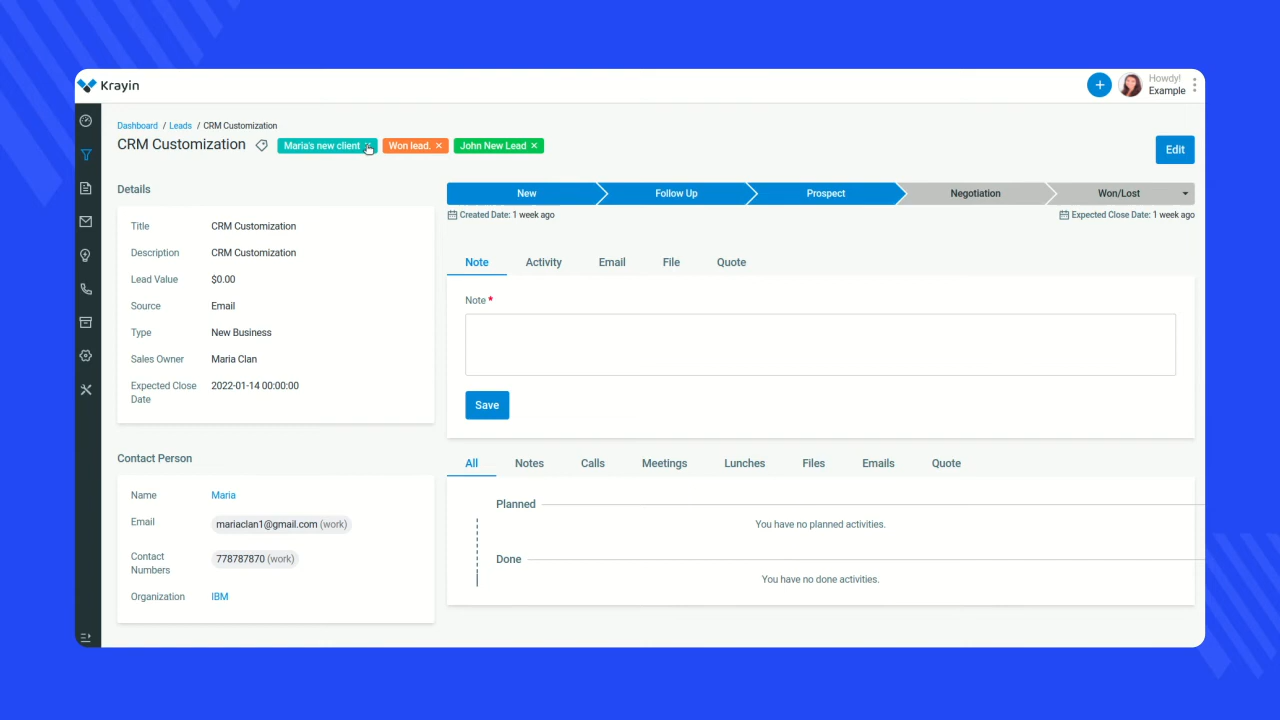 Krayin
Howdy!
Example
Dashboard / Leads / CRM Customization
CRM Customization
Maria's new client
Won lead. ×
John New Lead ×
Edit
Details
Title CRM Customization
Description CRM Customization
Lead Value $0.00
Source Email
Type New Business
Sales Owner Maria Clan
Expected Close Date 2022-01-14 00:00:00
Contact Person
Name Maria
Email mariaclan1@gmail.com (work)
Contact Numbers 778787870 (work)
Organization IBM
New Follow Up Prospect Negotiation Won/Lost
Created Date: 1 week ago
Expected Close Date: 1 week ago
Note Activity Email File Quote
Note *
Save
All Notes Calls Meetings Lunches Files Emails Quote
Planned
You have no planned activities.
Done
You have no done activities.